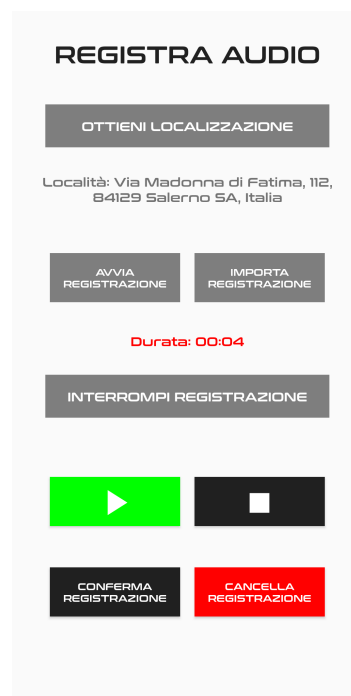 REGISTRA AUDIO
OTTIENI LOCALIZZAZIONE
Località: Via Madonna di Fatima, 112,
84129 Salerno SA, Italia
AVVIA
REGISTRAZIONE
IMPORTA
REGISTRAZIONE
Durata: 00:04
INTERROMPI REGISTRAZIONE
CONFERMA
REGISTRAZIONE
CANCELLA
REGISTRAZIONE